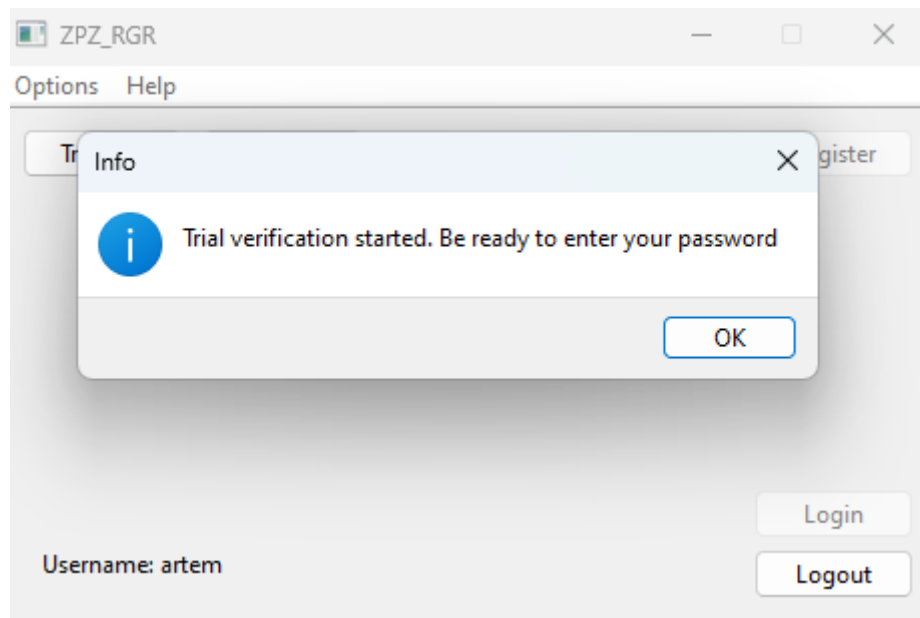 ZPZ_RGR
Options Help
Info
Trial verification started. Be ready to enter your password
OK
Login
Username: artem
Logout